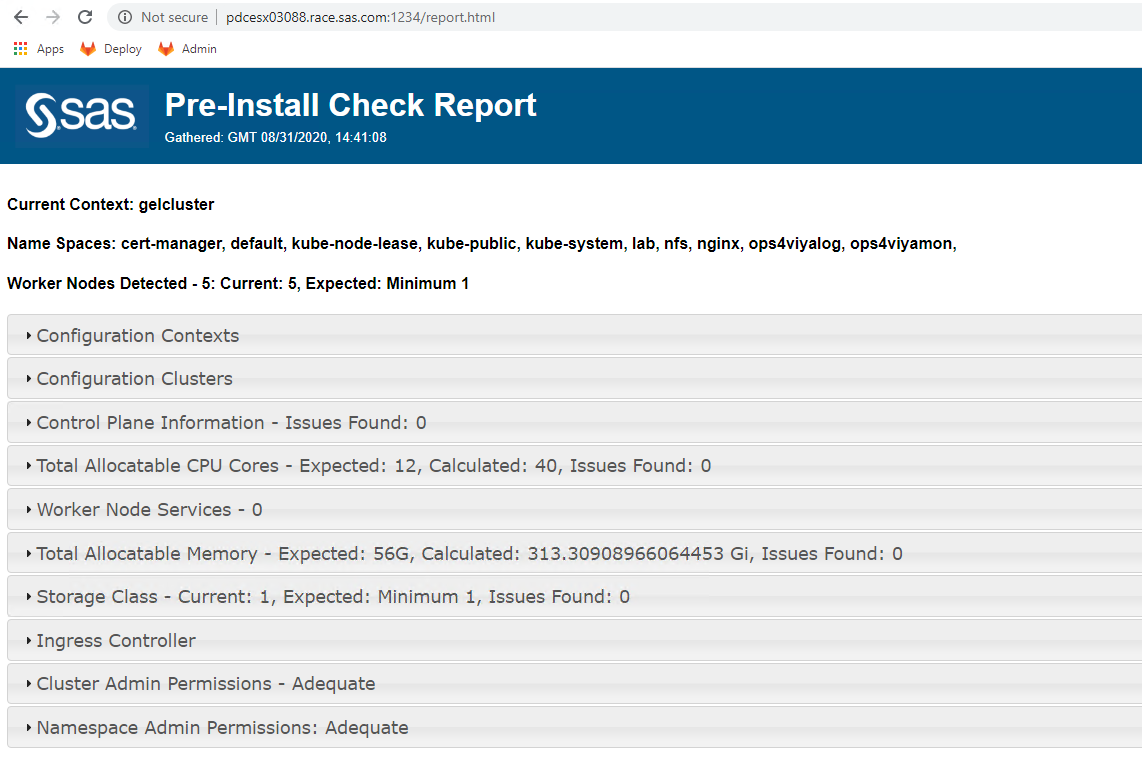 Not secure | pdcesx03088.race.sas.com:1234/report.html
Apps Deploy Admin
sas Pre-Install Check Report
Gathered: GMT 08/31/2020, 14:41:08
Current Context: gelcluster
Name Spaces: cert-manager, default, kube-node-lease, kube-public, kube-system, lab, nfs, nginx, ops4viyalog, ops4viyamon,
Worker Nodes Detected - 5: Current: 5, Expected: Minimum 1
Configuration Contexts
Configuration Clusters
Control Plane Information - Issues Found: 0
Total Allocatable CPU Cores - Expected: 12, Calculated: 40, Issues Found: 0
Worker Node Services - 0
Total Allocatable Memory - Expected: 56G, Calculated: 313.30908966064453 Gi, Issues Found: 0
Storage Class - Current: 1, Expected: Minimum 1, Issues Found: 0
Ingress Controller
Cluster Admin Permissions - Adequate
Namespace Admin Permissions: Adequate